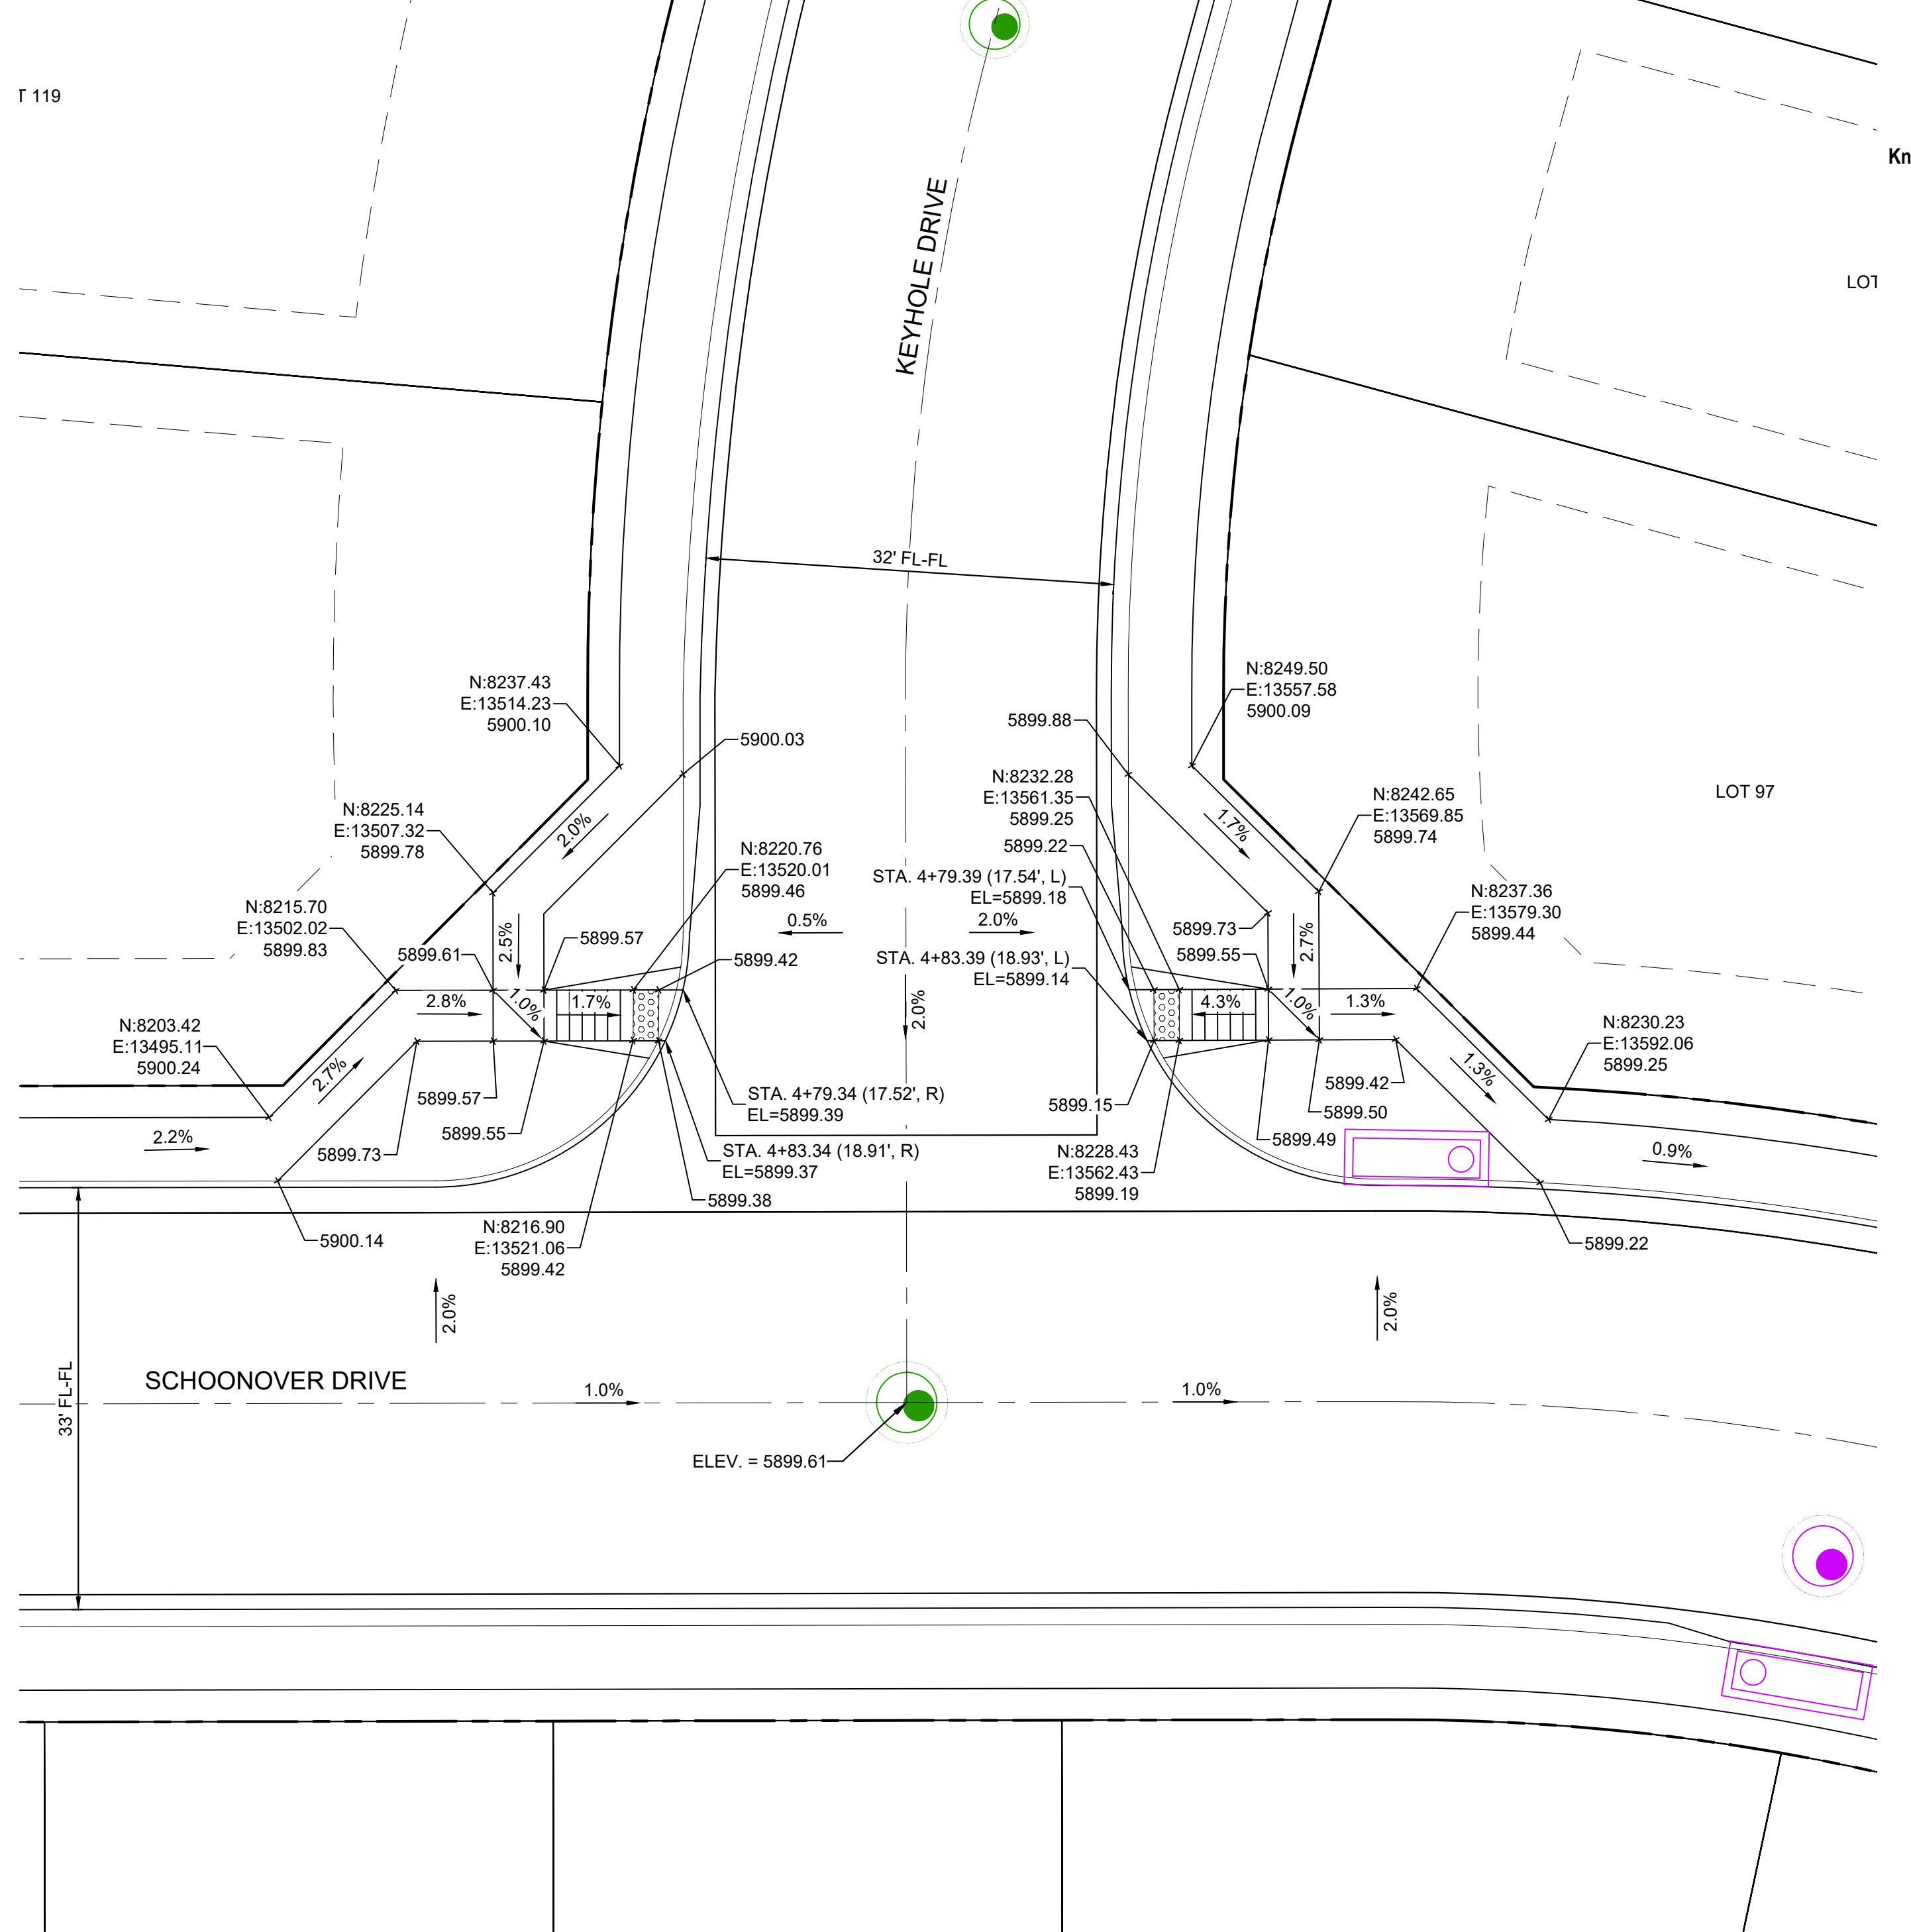 T 119
Kn
LOT
KEYHOLE DRIVE
32' FL-FL
N:8237.43
E:13514.23
5900.10
5900.03
5899.88
N:8249.50
E:13557.58
5900.09
N:8232.28
E:13561.35
5899.25
5899.22
STA. 4+79.39 (17.54', L)
EL=5899.18
LOT 97
N:8225.14
E:13507.32
5899.78
2.0%
1.7%
N:8242.65
E:13569.85
5899.74
N:8220.76
E:13520.01
5899.46
N:8215.70
E:13502.02
5899.83
N:8237.36
E:13579.30
5899.44
0.5%
2.0%
5899.61
2.5%
5899.57
5899.42
STA. 4+83.39 (18.93', L)
EL=5899.14
5899.73
5899.55
2.7%
2.8%
1.0%
1.7%
2.0%
4.3%
1.0%
1.3%
N:8203.42
E:13495.11
5900.24
2.7%
N:8230.23
E:13592.06
5899.25
1.3%
5899.42
5899.57
STA. 4+79.34 (17.52', R)
EL=5899.39
5899.15
5899.50
2.2%
5899.55
5899.49
5899.73
STA. 4+83.34 (18.91', R)
EL=5899.37
N:8228.43
E:13562.43
5899.19
0.9%
5899.38
5900.14
N:8216.90
E:13521.06
5899.42
5899.22
2.0%
2.0%
33' FL-FL
SCHOONOVER DRIVE
1.0%
1.0%
ELEV. = 5899.61